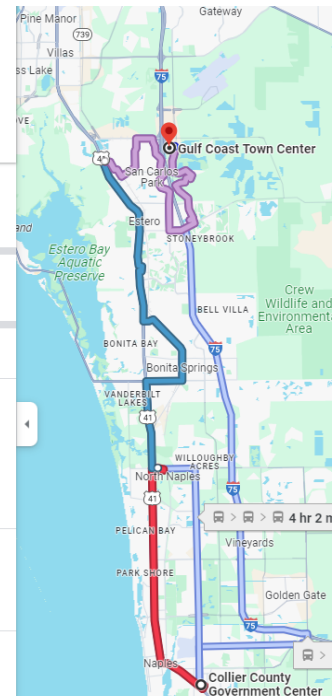 Gateway
/Pine Manor
739
Villas
75
ss Lake
OVE
Gulf Coast Town Center
San Carlos
Park
Estero
STONEYBROOK
Estero Bay
Aquatic
Preserve
Crew
Wildlife and
Environmenta
Area
BELL VILLA
75
BONITA BAY
Bonita Springs
VANDERBILT
LAKES
41
WILLOUGHBY
ACRES
75
North Naples
41
4 hr 2 m
PELICAN BAY
Vineyards
PARK SHORE
Golden Gate
75
Naples
Collier County
Government Center